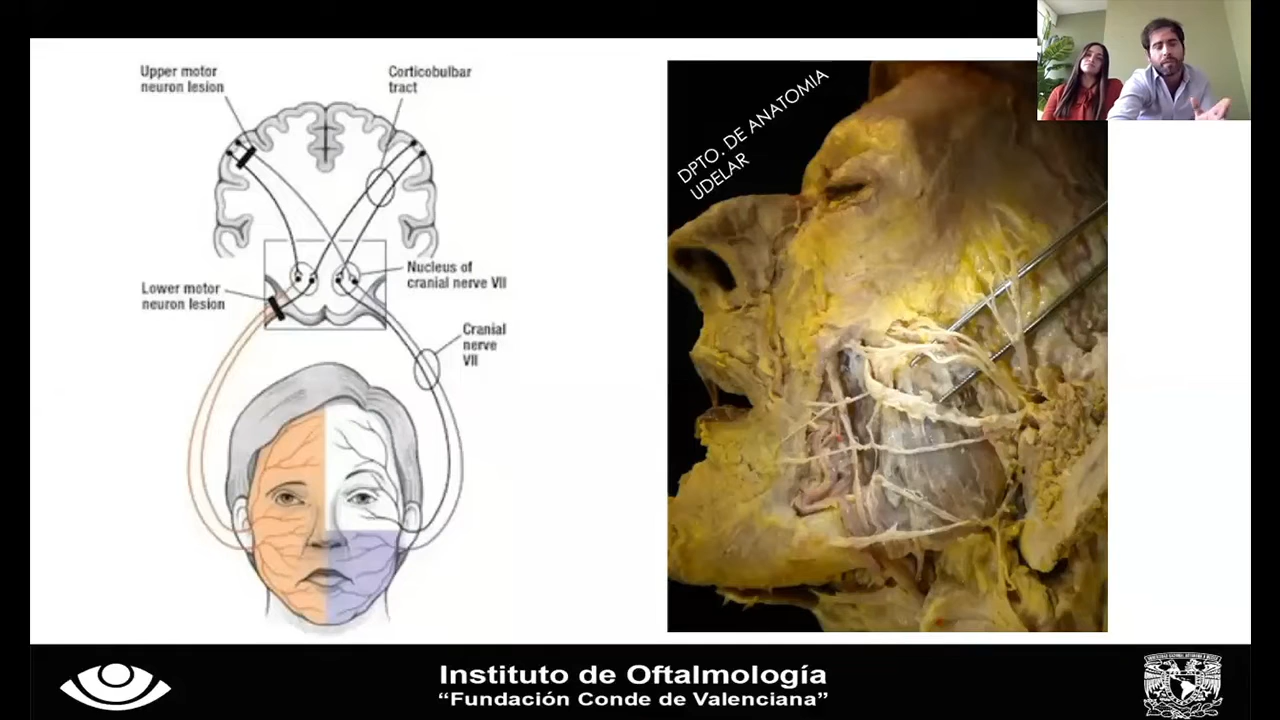 Upper motor
neuron lesion
Corticobulbar
tract
Nucleus of
cranial nerve VII
Lower motor
neuron lesion
Cranial
nerve
VII
DPTO. DE ANATOMIA
UDELAR
Instituto de Oftalmología
“Fundación Conde de Valenciana”